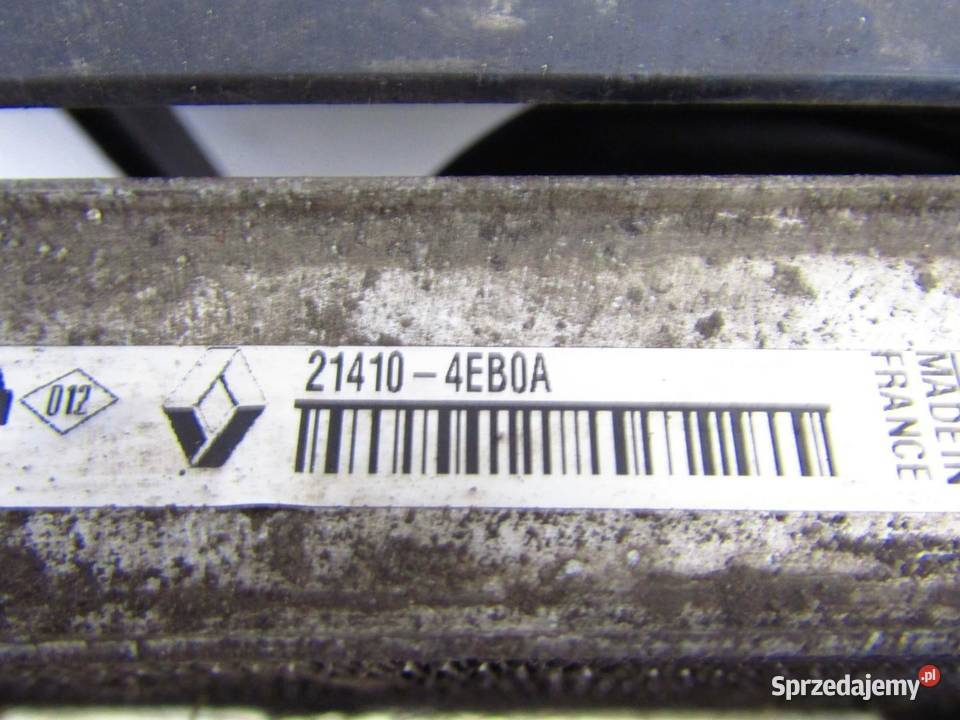 012
21410-4EB0A
MADE IN
FRANCE
Sprzedajemy.pl